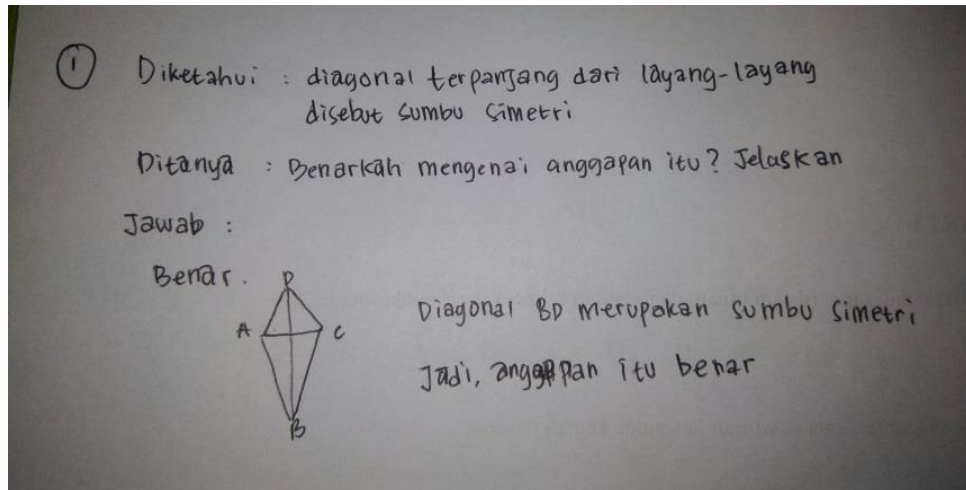 1 Diketahui : diagonal terpanjang dari layang-layang
disebut sumbu simetri
Ditanya : Benarkah mengenai anggapan itu? Jelaskan
Jawab :
Benar.
D
A
C
B
Diagonal BD merupakan sumbu simetri
Jadi, anggapan itu benar